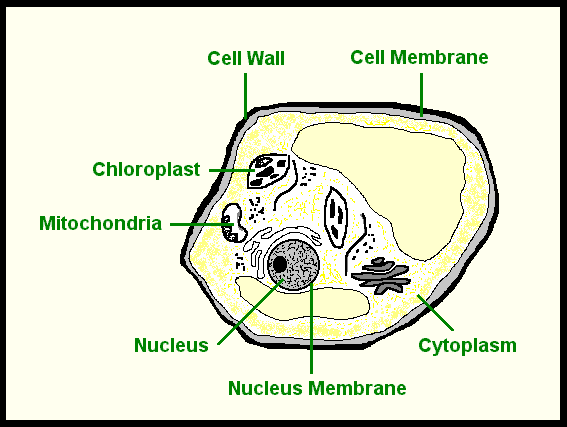 Cell Wall
Cell Membrane
Chloroplast
Mitochondria
Nucleus
Cytoplasm
Nucleus Membrane